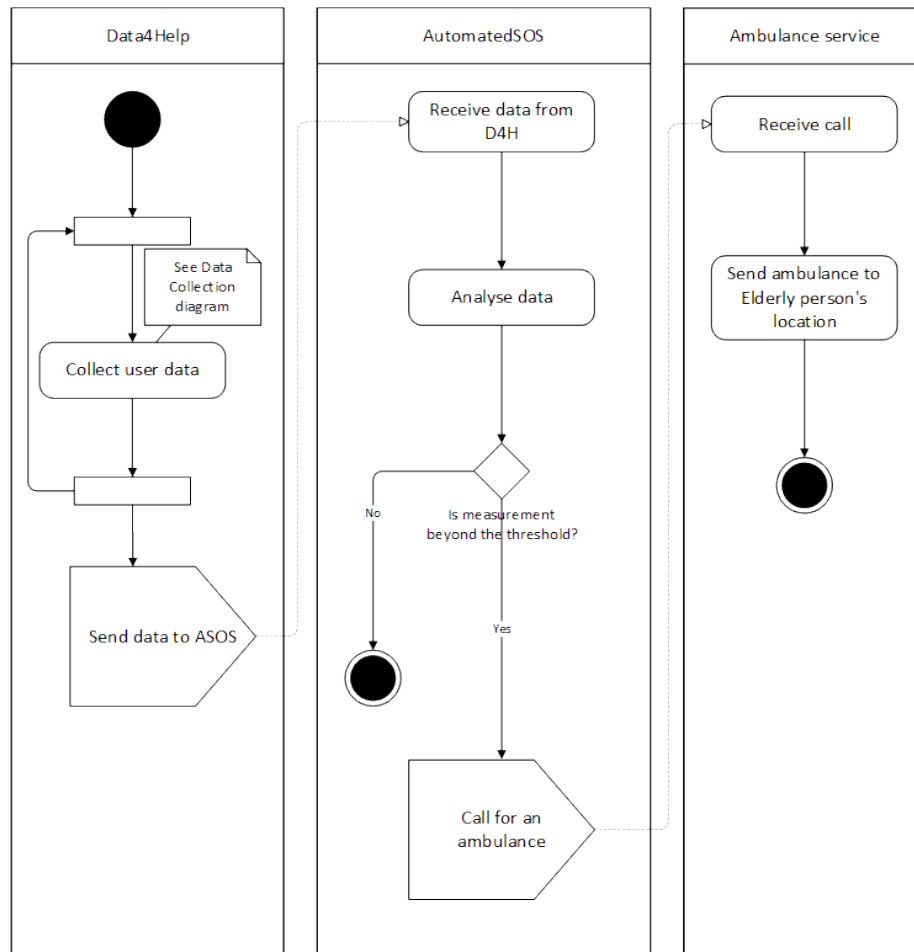 Data4Help
AutomatedSOS
Ambulance service
Receive data from
D4H
Receive call
See Data
Collection
diagram
Analyse data
Send ambulance to
Elderly person's
location
Collect user data
No
Is measurement
beyond the threshold?
Yes
Send data to ASOS
Call for an
ambulance